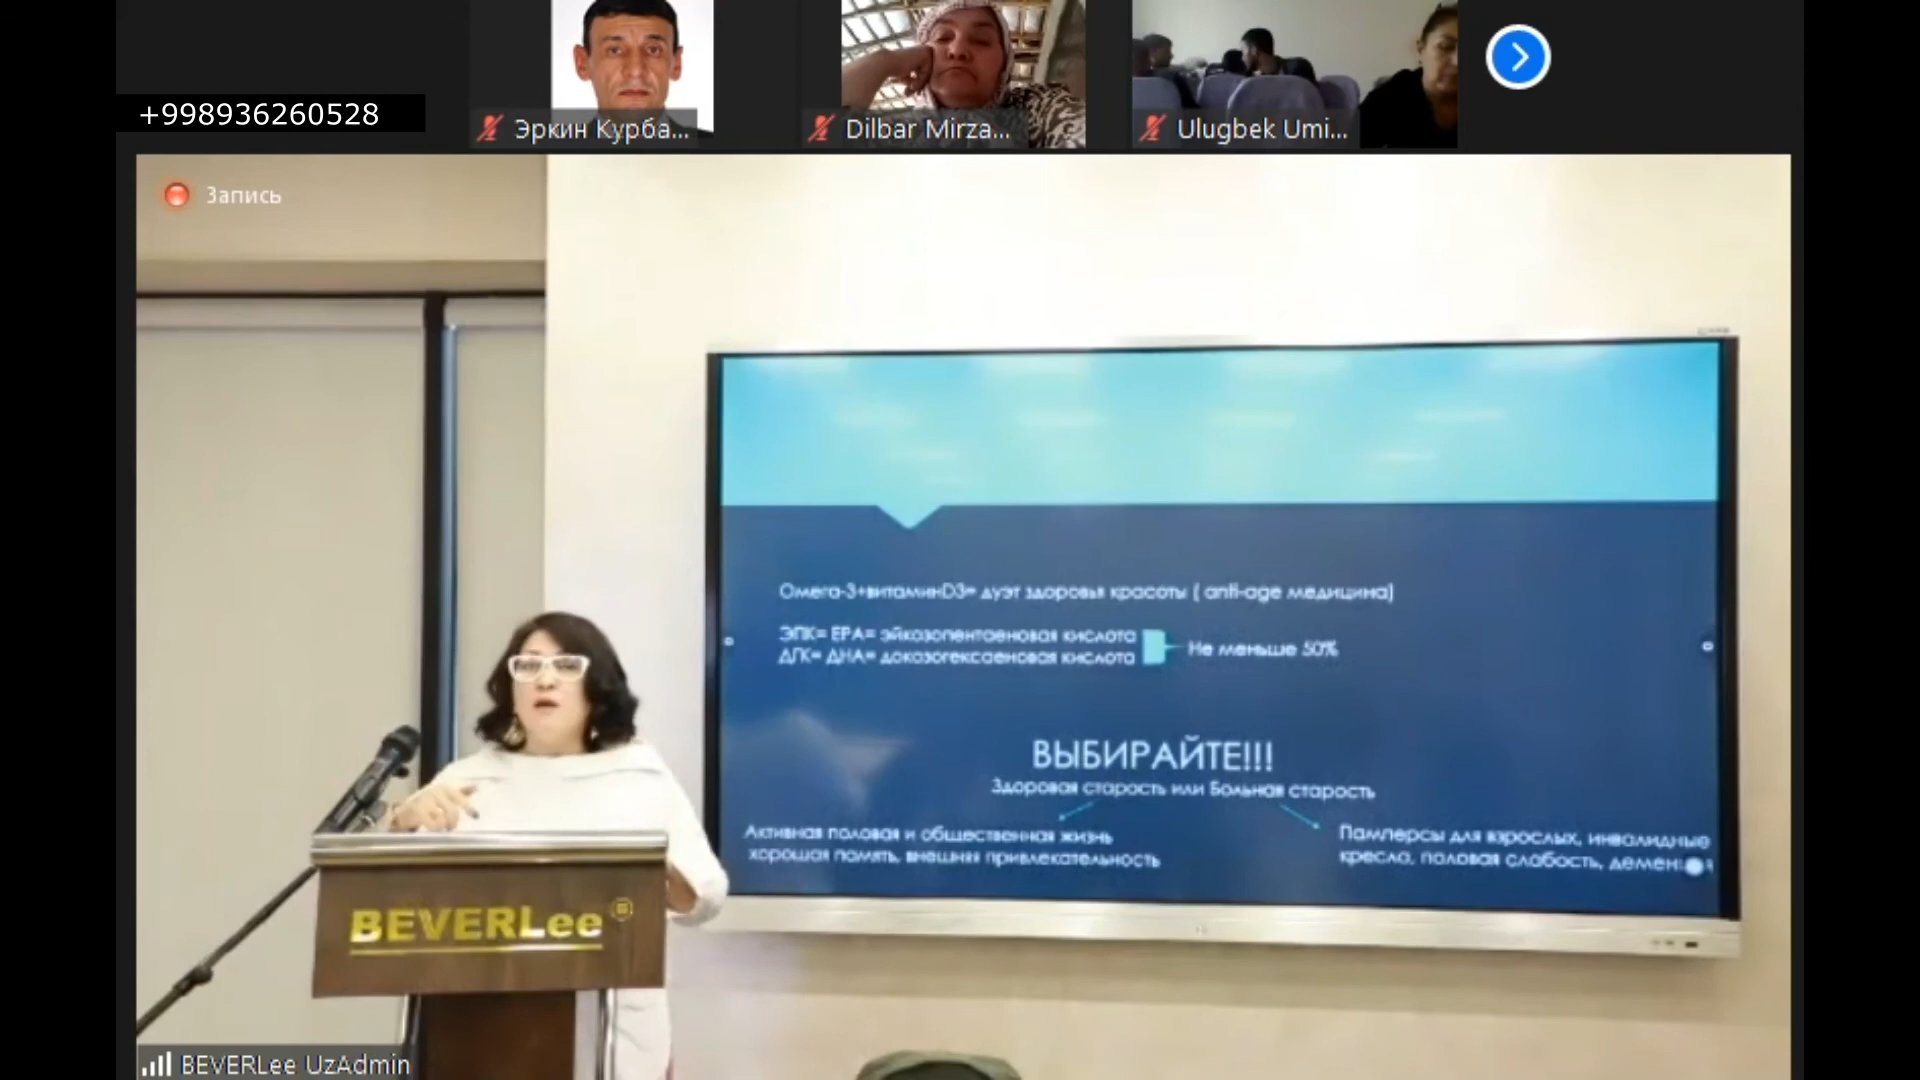 +998936260528
Эркин Курба...
Dilbar Mirza...
Ulugbek Umi...
Запись
Омега-3+витаминD3= дуэт здоровья красоты ( anti-age медицина)
ЭПК= EPA= эйкозопентаеновая кислота
ДГК= ДНА= доказогексаеновая кислота
Не меньше 50%
ВЫБИРАЙТЕ!!!
Здоровая старость или Больная старость
Активная половая и общественная жизнь
хорошая память, внешняя привлекательность
Памперсы для взрослых, инвалидные
кресла, половая слабость,
BEVERLee
BEVERLee UzAdmin